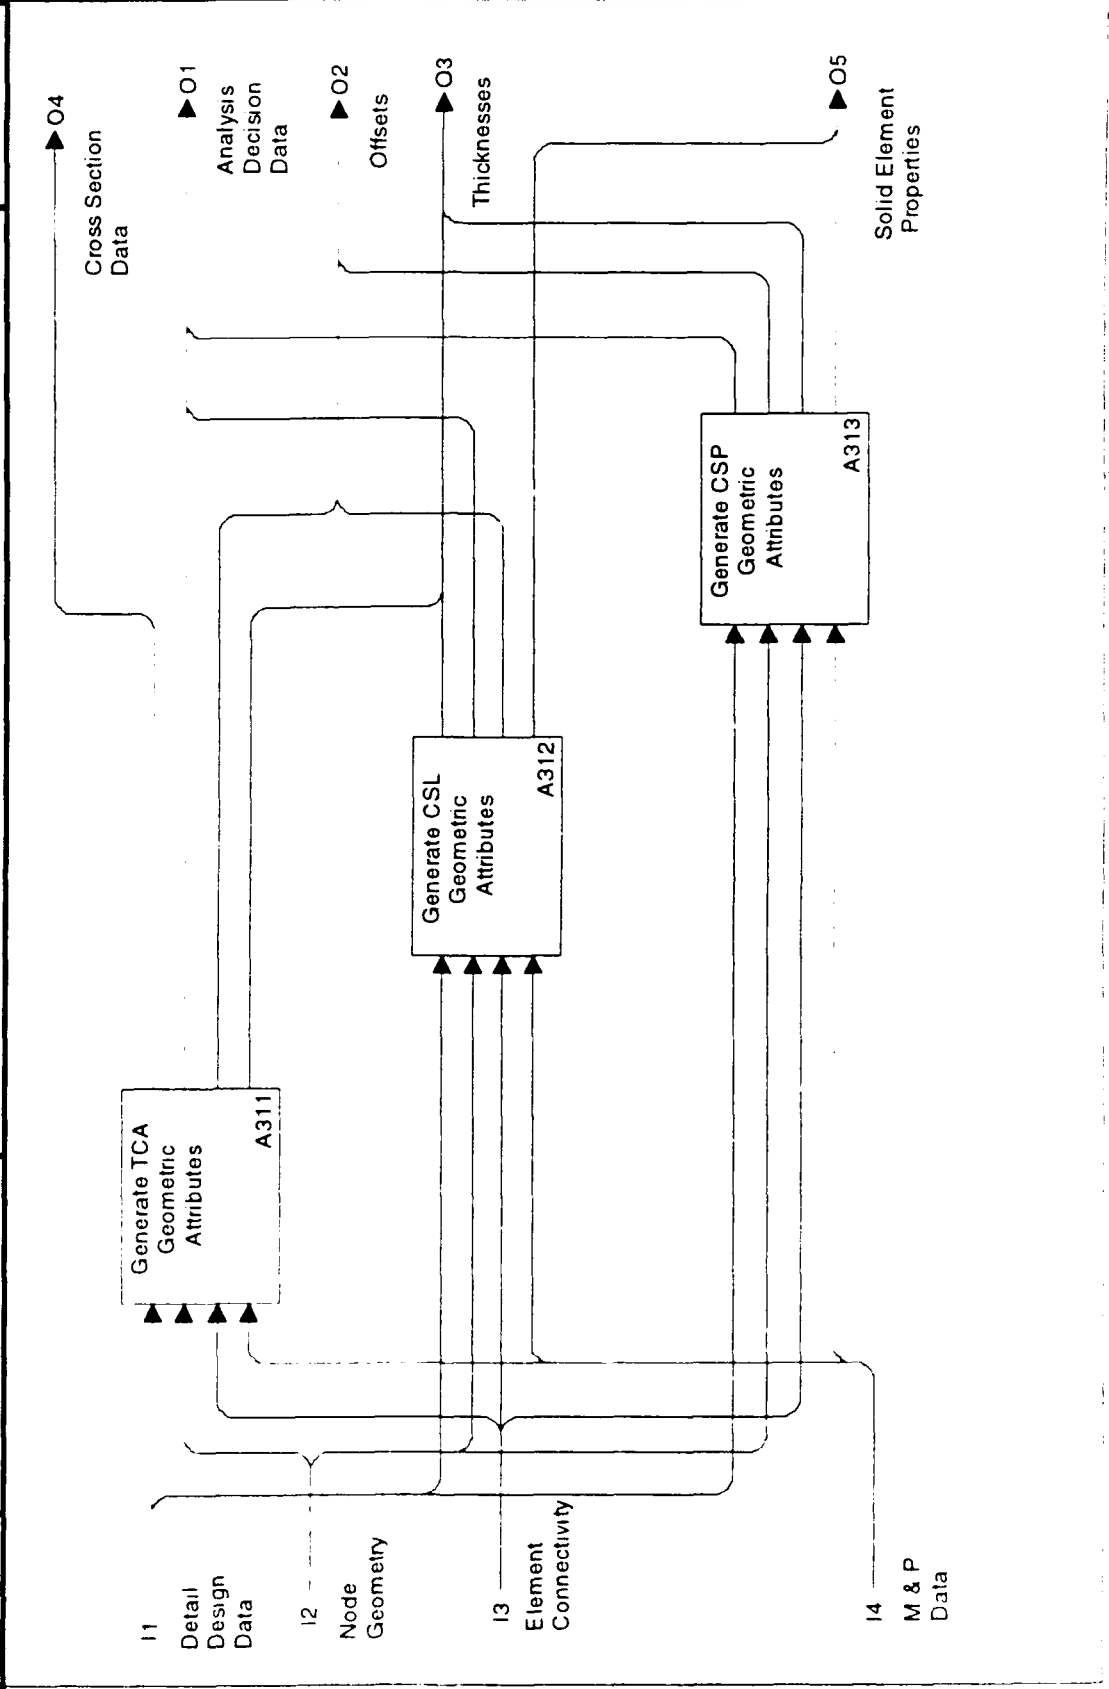 I1
Detail
Design
Data
I2
Node
Geometry
I3
Element
Connectivity
I4
M & P
Data
Generate TCA
Geometric
Attributes
A311
Generate CSL
Geometric
Attributes
A312
Generate CSP
Geometric
Attributes
A313
O4
Cross Section
Data
O1
Analysis
Decision
Data
O2
Offsets
O3
Thicknesses
O5
Solid Element
Properties